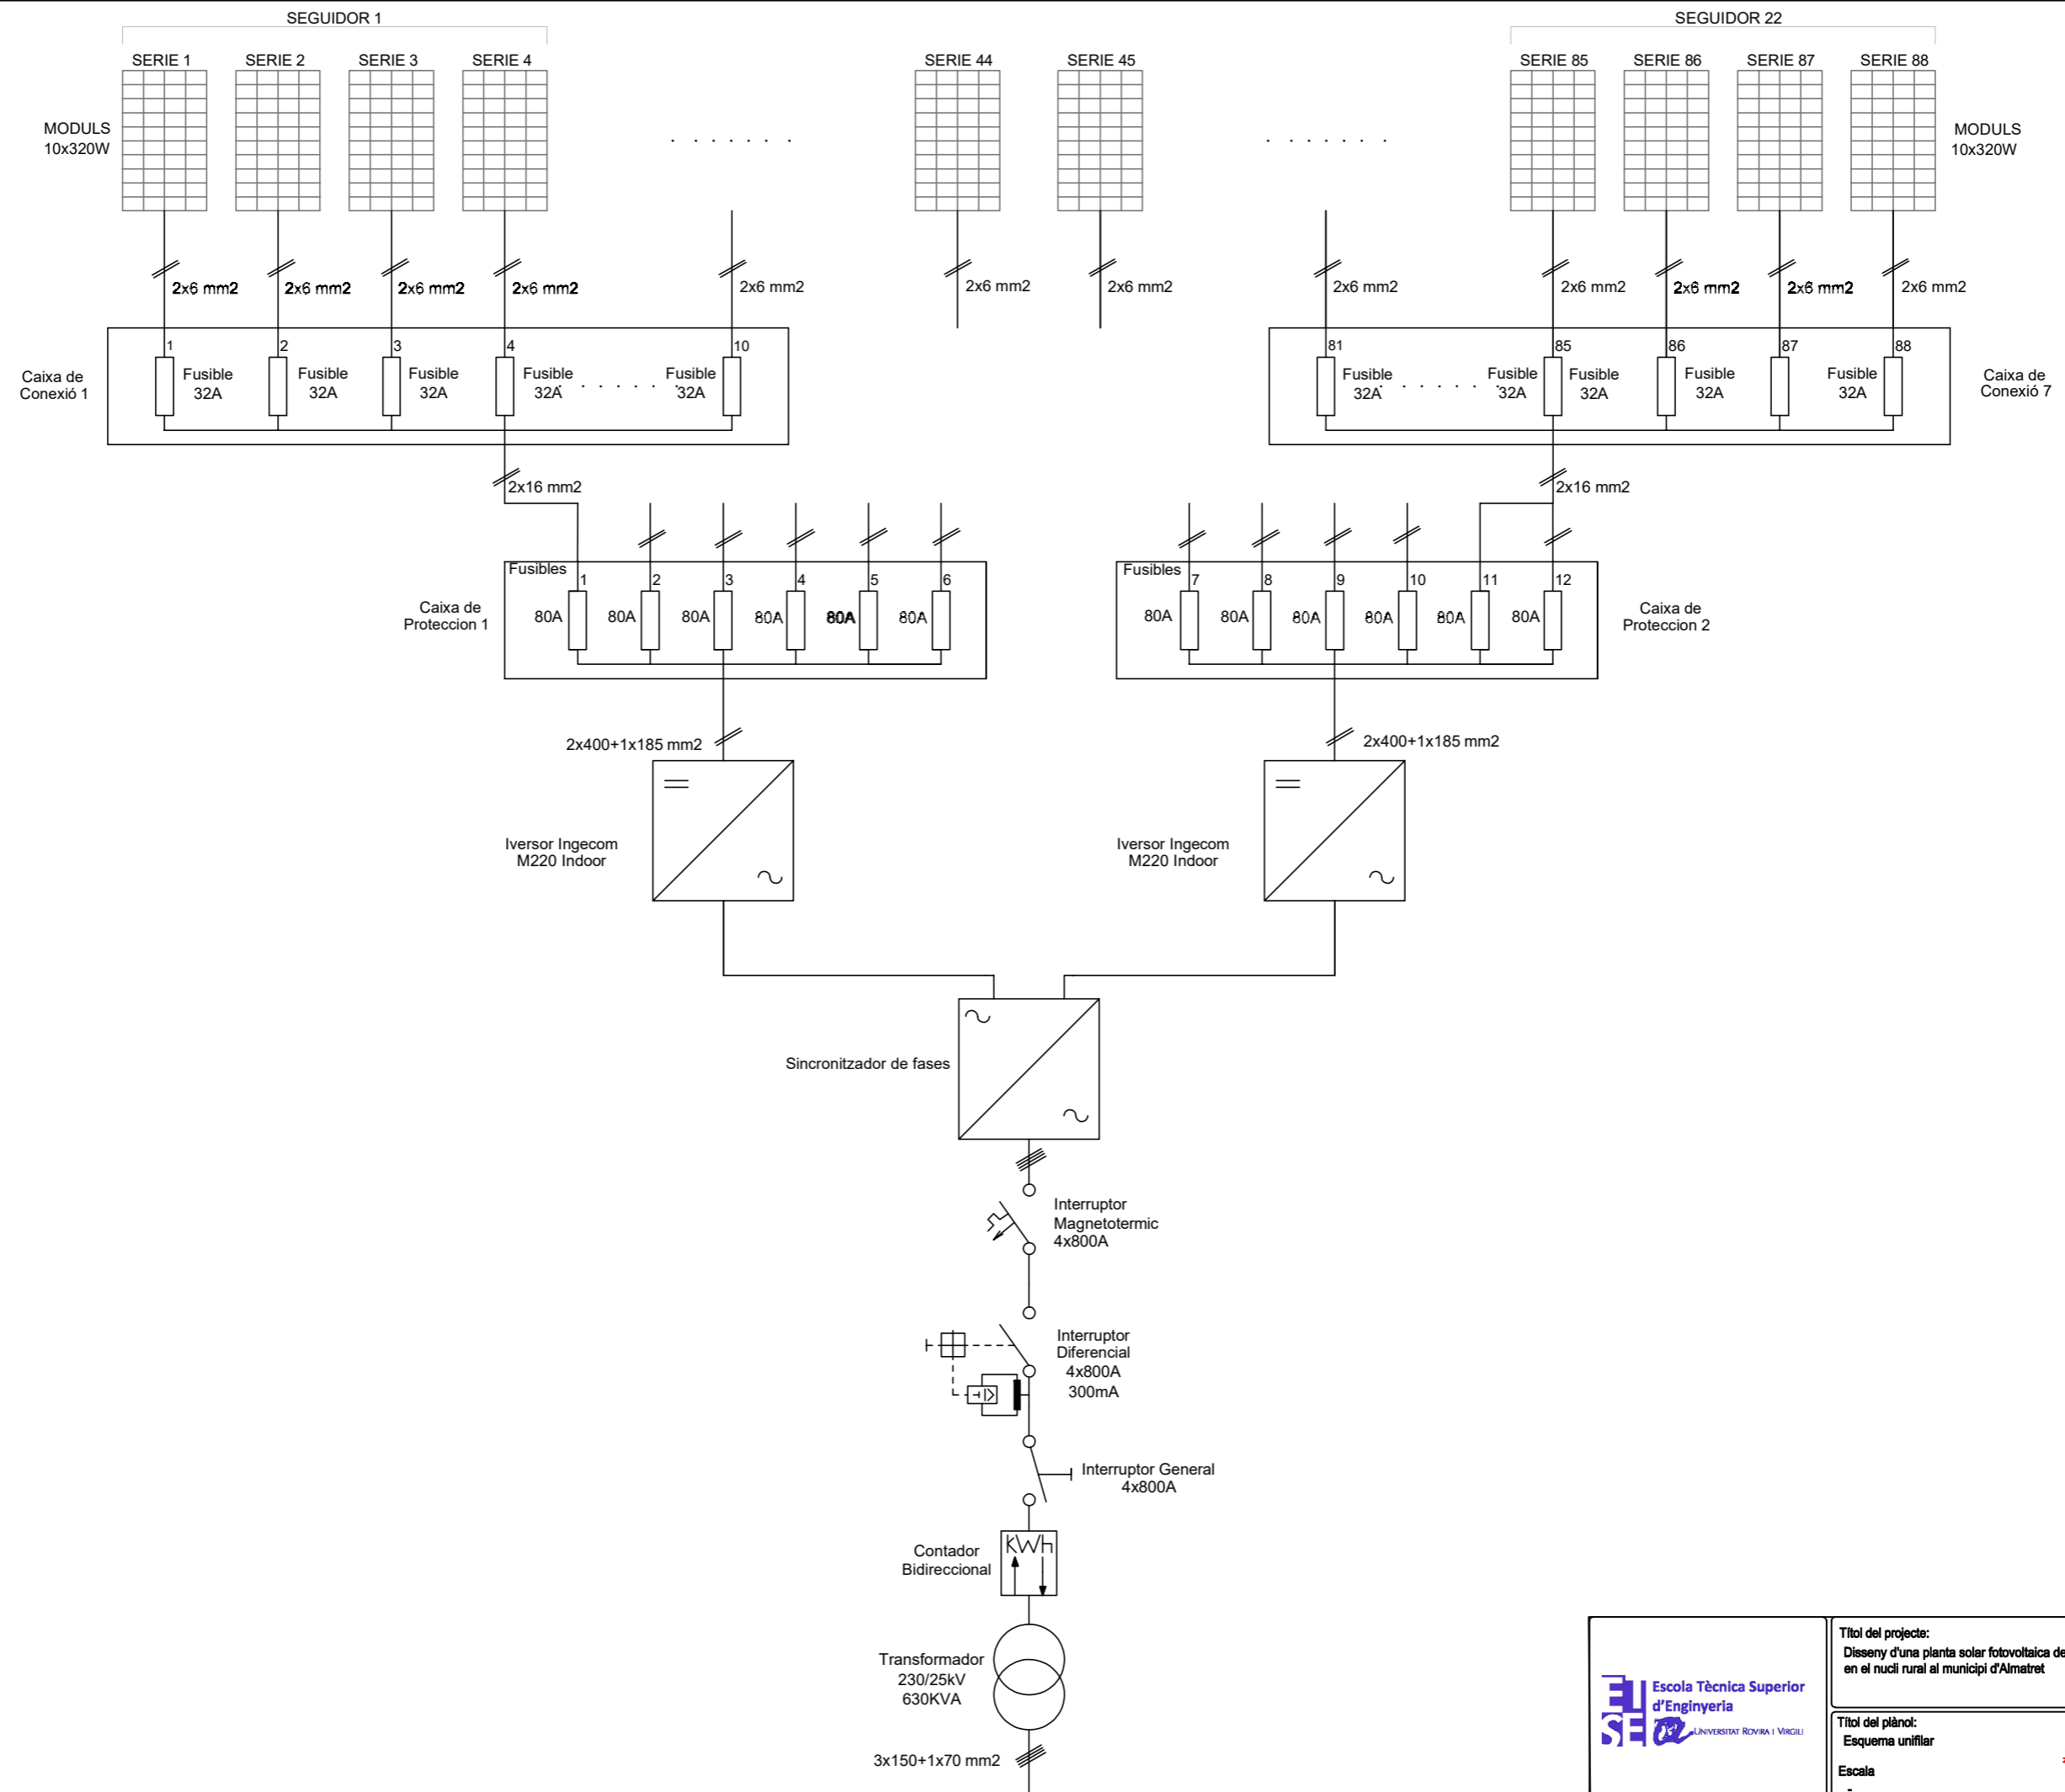 SEGUIDOR 1
SEGUIDOR 22
SERIE 1
SERIE 2
SERIE 3
SERIE 4
SERIE 44
SERIE 45
SERIE 85
SERIE 86
SERIE 87
SERIE 88
MODULS
10x320W
MODULS
10x320W
2x6 mm2
2x6 mm2
2x6 mm2
2x6 mm2
2x6 mm2
2x6 mm2
2x6 mm2
2x6 mm2
2x6 mm2
2x6 mm2
2x6 mm2
2x6 mm2
Caixa de
Conexió 1
1
Fusible
32A
2
Fusible
32A
3
Fusible
32A
4
Fusible
32A
10
Fusible
32A
81
Fusible
32A
85
Fusible
32A
Fusible
32A
86
Fusible
32A
87
Fusible
32A
88
Caixa de
Conexió 7
2x16 mm2
2x16 mm2
Caixa de
Proteccion 1
Fusibles
1
2
3
4
5
6
80A
80A
80A
80A
80A
80A
Fusibles
7
8
9
10
11
12
80A
80A
80A
80A
80A
80A
Caixa de
Proteccion 2
2x400+1x185 mm2
2x400+1x185 mm2
Iversor Ingecom
M220 Indoor
Iversor Ingecom
M220 Indoor
Sincronitzador de fases
Interruptor
Magnetotermic
4x800A
Interruptor
Diferencial
4x800A
300mA
Interruptor General
4x800A
Contador
Bidireccional
KWh
Transformador
230/25kV
630KVA
3x150+1x70 mm2
ETSE
Escola Tècnica Superior
d'Enginyeria
UNIVERSITAT ROVIRA I VIRGILI
Títol del projecte:
Disseny d'una planta solar fotovoltaica de
en el nucli rural al municipi d'Almatret
Títol del plànol:
Esquema unifilar
Escala
-